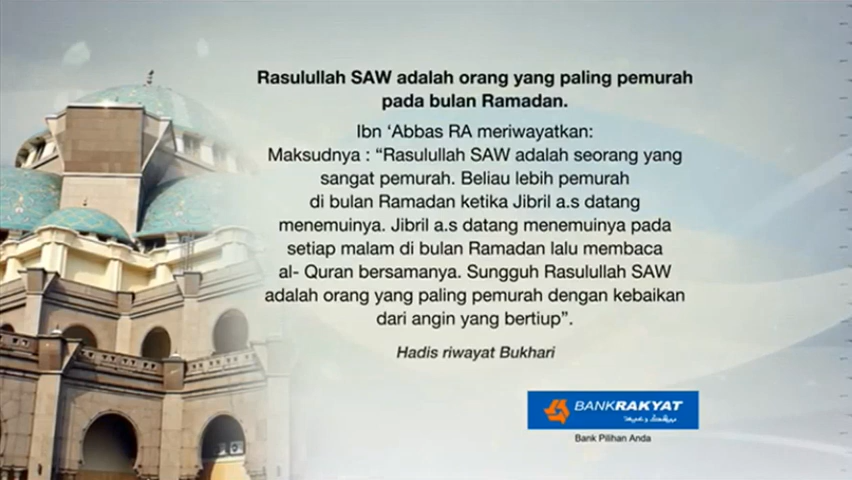 Rasulullah SAW adalah orang yang paling pemurah
pada bulan Ramadan.
Ibn ‘Abbas RA meriwayatkan:
Maksudnya : “Rasulullah SAW adalah seorang yang
sangat pemurah. Beliau lebih pemurah
di bulan Ramadan ketika Jibril a.s datang
menemuinya. Jibril a.s datang menemuinya pada
setiap malam di bulan Ramadan lalu membaca
al- Quran bersamanya. Sungguh Rasulullah SAW
adalah orang yang paling pemurah dengan kebaikan
dari angin yang bertiup”.
Hadis riwayat Bukhari
BANKRAKYAT
Bank Pilihan Anda